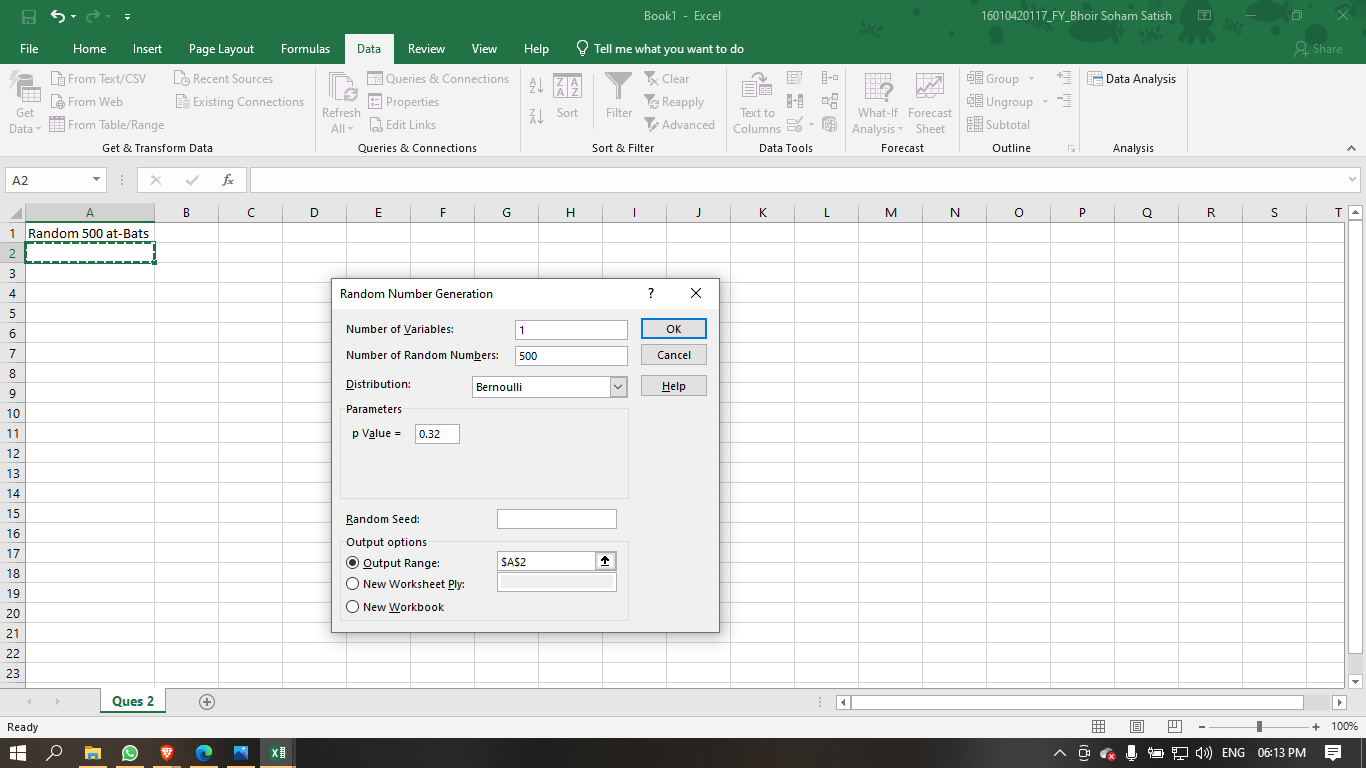 Book1 - Excel
16010420117_FY_Bhoir Soham Satish
File Home Insert Page Layout Formulas Data Review View Help Tell me what you want to do Share
From Text/CSV Recent Sources Queries & Connections Clear Group Data Analysis
From Web Existing Connections Properties Reapply Ungroup
Get Data From Table/Range Refresh All Edit Links Sort Filter Advanced Text to Columns What-If Analysis Forecast Sheet Subtotal
Get & Transform Data Queries & Connections Sort & Filter Data Tools Forecast Outline Analysis
A2 fx
A B C D E F G H I J K L M N O P Q R S T
1 Random 500 at-Bats
2
3
4
5
6
7
8
9
10
11
12
13
14
15
16
17
18
19
20
21
22
23
Random Number Generation ?
Number of Variables: 1 OK
Number of Random Numbers: 500 Cancel
Distribution: Bernoulli Help
Parameters
p Value = 0.32
Random Seed:
Output options
Output Range: $A$2
New Worksheet Ply:
New Workbook
Ques 2
Ready 100%
ENG 06:13 PM